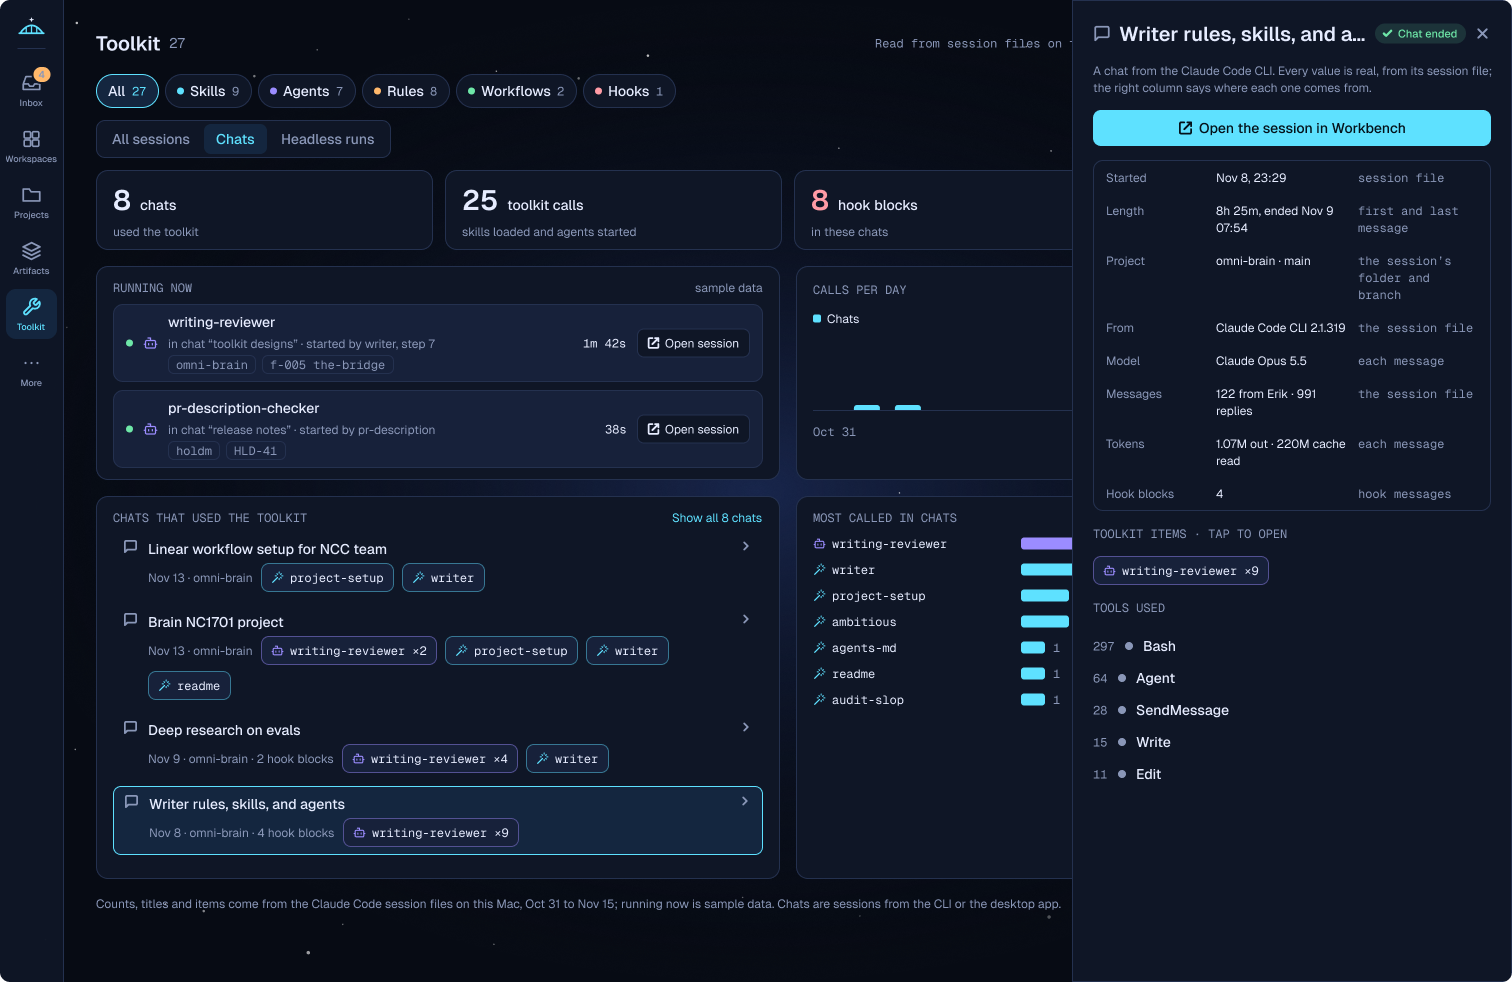 4
Inbox
Workspaces
Projects
Artifacts
Toolkit
More
Toolkit 27
Read from session files on
All 27
Skills 9
Agents 7
Rules 8
Workflows 2
Hooks 1
All sessions
Chats
Headless runs
8 chats
used the toolkit
25 toolkit calls
skills loaded and agents started
8 hook blocks
in these chats
RUNNING NOW
sample data
writing-reviewer
in chat “toolkit designs” · started by writer, step 7
omni-brain
f-005 the-bridge
1m 42s
Open session
pr-description-checker
in chat “release notes” · started by pr-description
holdm
HLD-41
38s
Open session
CALLS PER DAY
Chats
Oct 31
CHATS THAT USED THE TOOLKIT
Show all 8 chats
Linear workflow setup for NCC team
Nov 13 · omni-brain
project-setup
writer
Brain NC1701 project
Nov 13 · omni-brain
writing-reviewer ×2
project-setup
writer
readme
Deep research on evals
Nov 9 · omni-brain · 2 hook blocks
writing-reviewer ×4
writer
Writer rules, skills, and agents
Nov 8 · omni-brain · 4 hook blocks
writing-reviewer ×9
MOST CALLED IN CHATS
writing-reviewer
writer
project-setup
ambitious
agents-md 1
readme 1
audit-slop 1
Counts, titles and items come from the Claude Code session files on this Mac, Oct 31 to Nov 15; running now is sample data. Chats are sessions from the CLI or the desktop app.
Writer rules, skills, and a...
Chat ended
A chat from the Claude Code CLI. Every value is real, from its session file;
the right column says where each one comes from.
Open the session in Workbench
Started
Nov 8, 23:29
session file
Length
8h 25m, ended Nov 9
07:54
first and last
message
Project
omni-brain · main
the session's
folder and
branch
From
Claude Code CLI 2.1.319
the session file
Model
Claude Opus 5.5
each message
Messages
122 from Erik · 991
replies
the session file
Tokens
1.07M out · 220M cache
read
each message
Hook blocks
4
hook messages
TOOLKIT ITEMS · TAP TO OPEN
writing-reviewer ×9
TOOLS USED
297 Bash
64 Agent
28 SendMessage
15 Write
11 Edit